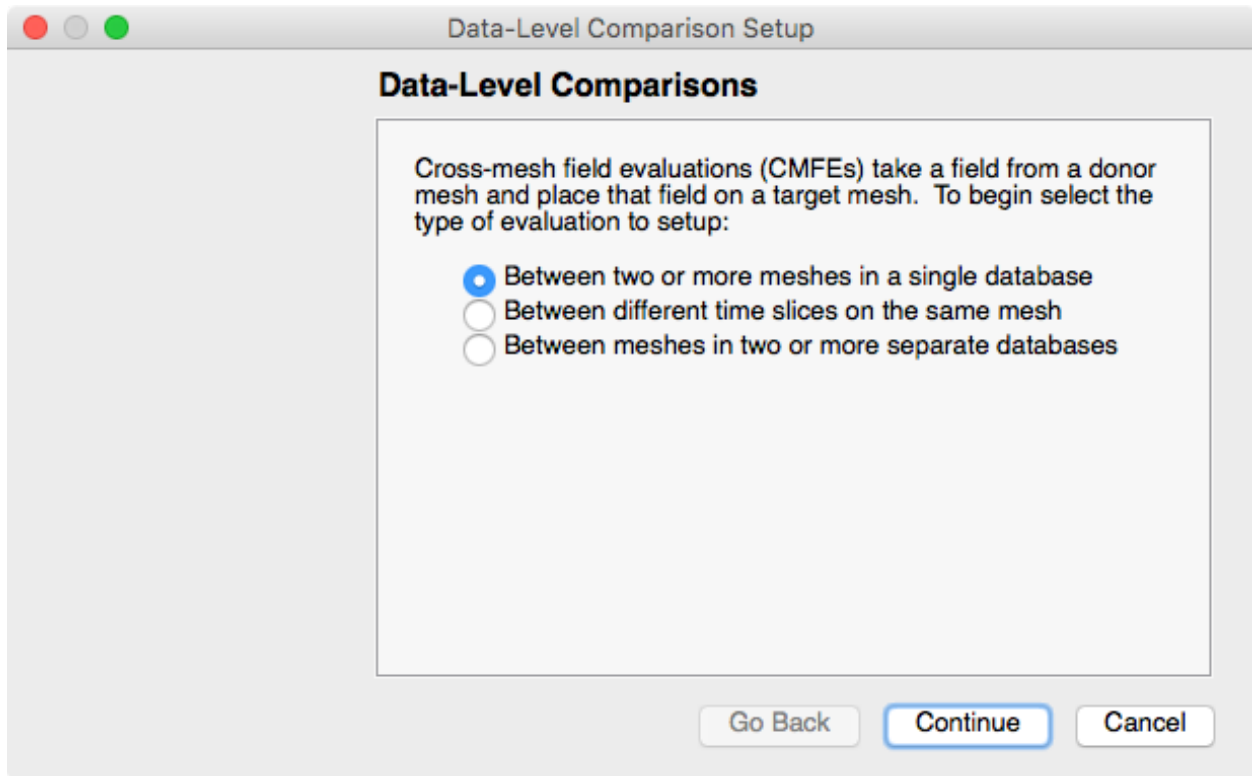 Data-Level Comparison Setup
Data-Level Comparisons
Cross-mesh field evaluations (CMFEs) take a field from a donor
mesh and place that field on a target mesh.  To begin select the
type of evaluation to setup:
Between two or more meshes in a single database
Between different time slices on the same mesh
Between meshes in two or more separate databases
Go Back
Continue
Cancel